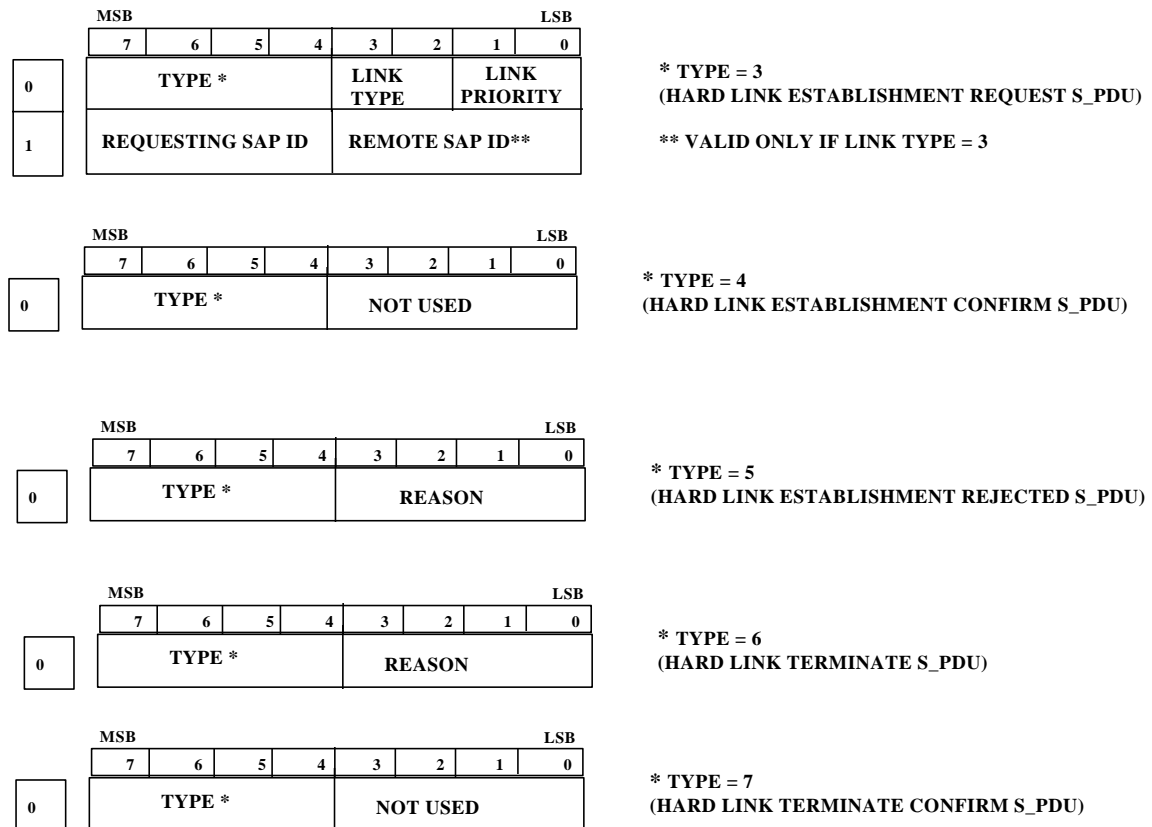 MSB LSB
7 6 5 4 3 2 1 0
0 TYPE * LINK TYPE LINK PRIORITY
* TYPE = 3
(HARD LINK ESTABLISHMENT REQUEST S_PDU)
1 REQUESTING SAP ID REMOTE SAP ID**
** VALID ONLY IF LINK TYPE = 3
MSB LSB
7 6 5 4 3 2 1 0
0 TYPE * NOT USED
* TYPE = 4
(HARD LINK ESTABLISHMENT CONFIRM S_PDU)
MSB LSB
7 6 5 4 3 2 1 0
0 TYPE * REASON
* TYPE = 5
(HARD LINK ESTABLISHMENT REJECTED S_PDU)
MSB LSB
7 6 5 4 3 2 1 0
0 TYPE * REASON
* TYPE = 6
(HARD LINK TERMINATE S_PDU)
MSB LSB
7 6 5 4 3 2 1 0
0 TYPE * NOT USED
* TYPE = 7
(HARD LINK TERMINATE CONFIRM S_PDU)